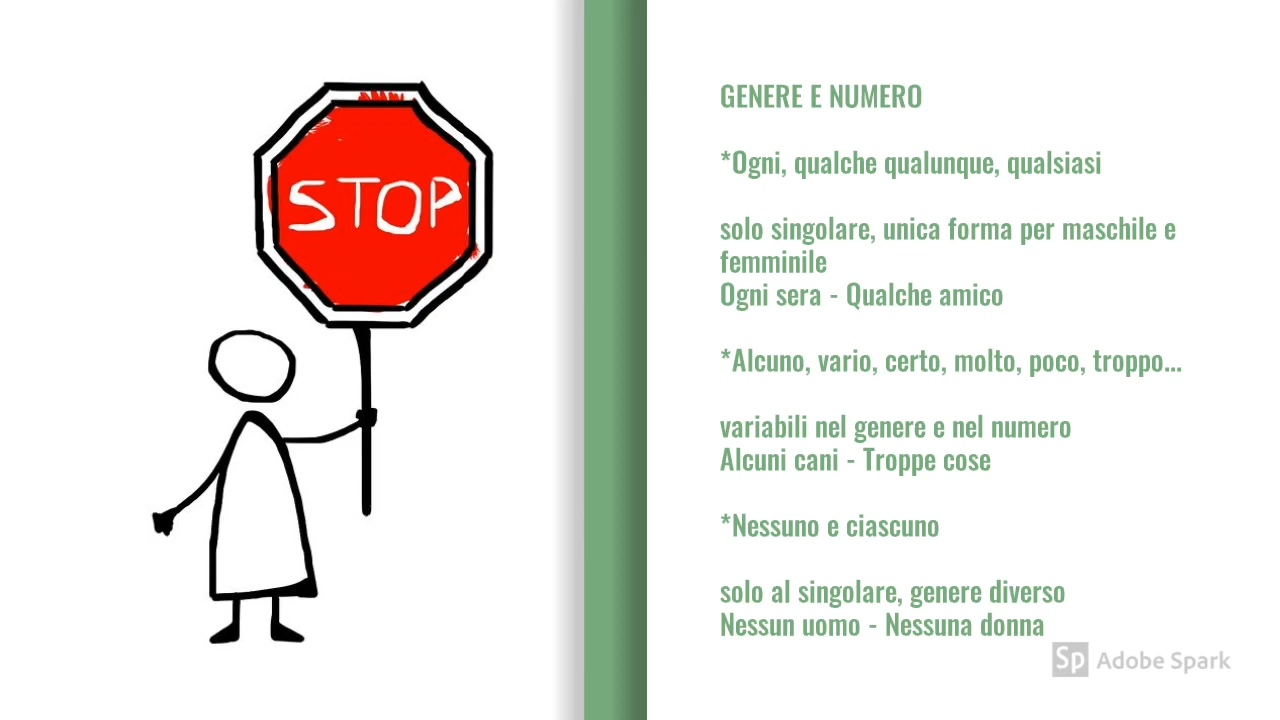 STOP
GENERE E NUMERO
*Ogni, qualche qualunque, qualsiasi
solo singolare, unica forma per maschile e
femminile
Ogni sera - Qualche amico
*Alcuno, vario, certo, molto, poco, troppo...
variabili nel genere e nel numero
Alcuni cani - Troppe cose
*Nessuno e ciascuno
solo al singolare, genere diverso
Nessun uomo - Nessuna donna
Sp Adobe Spark